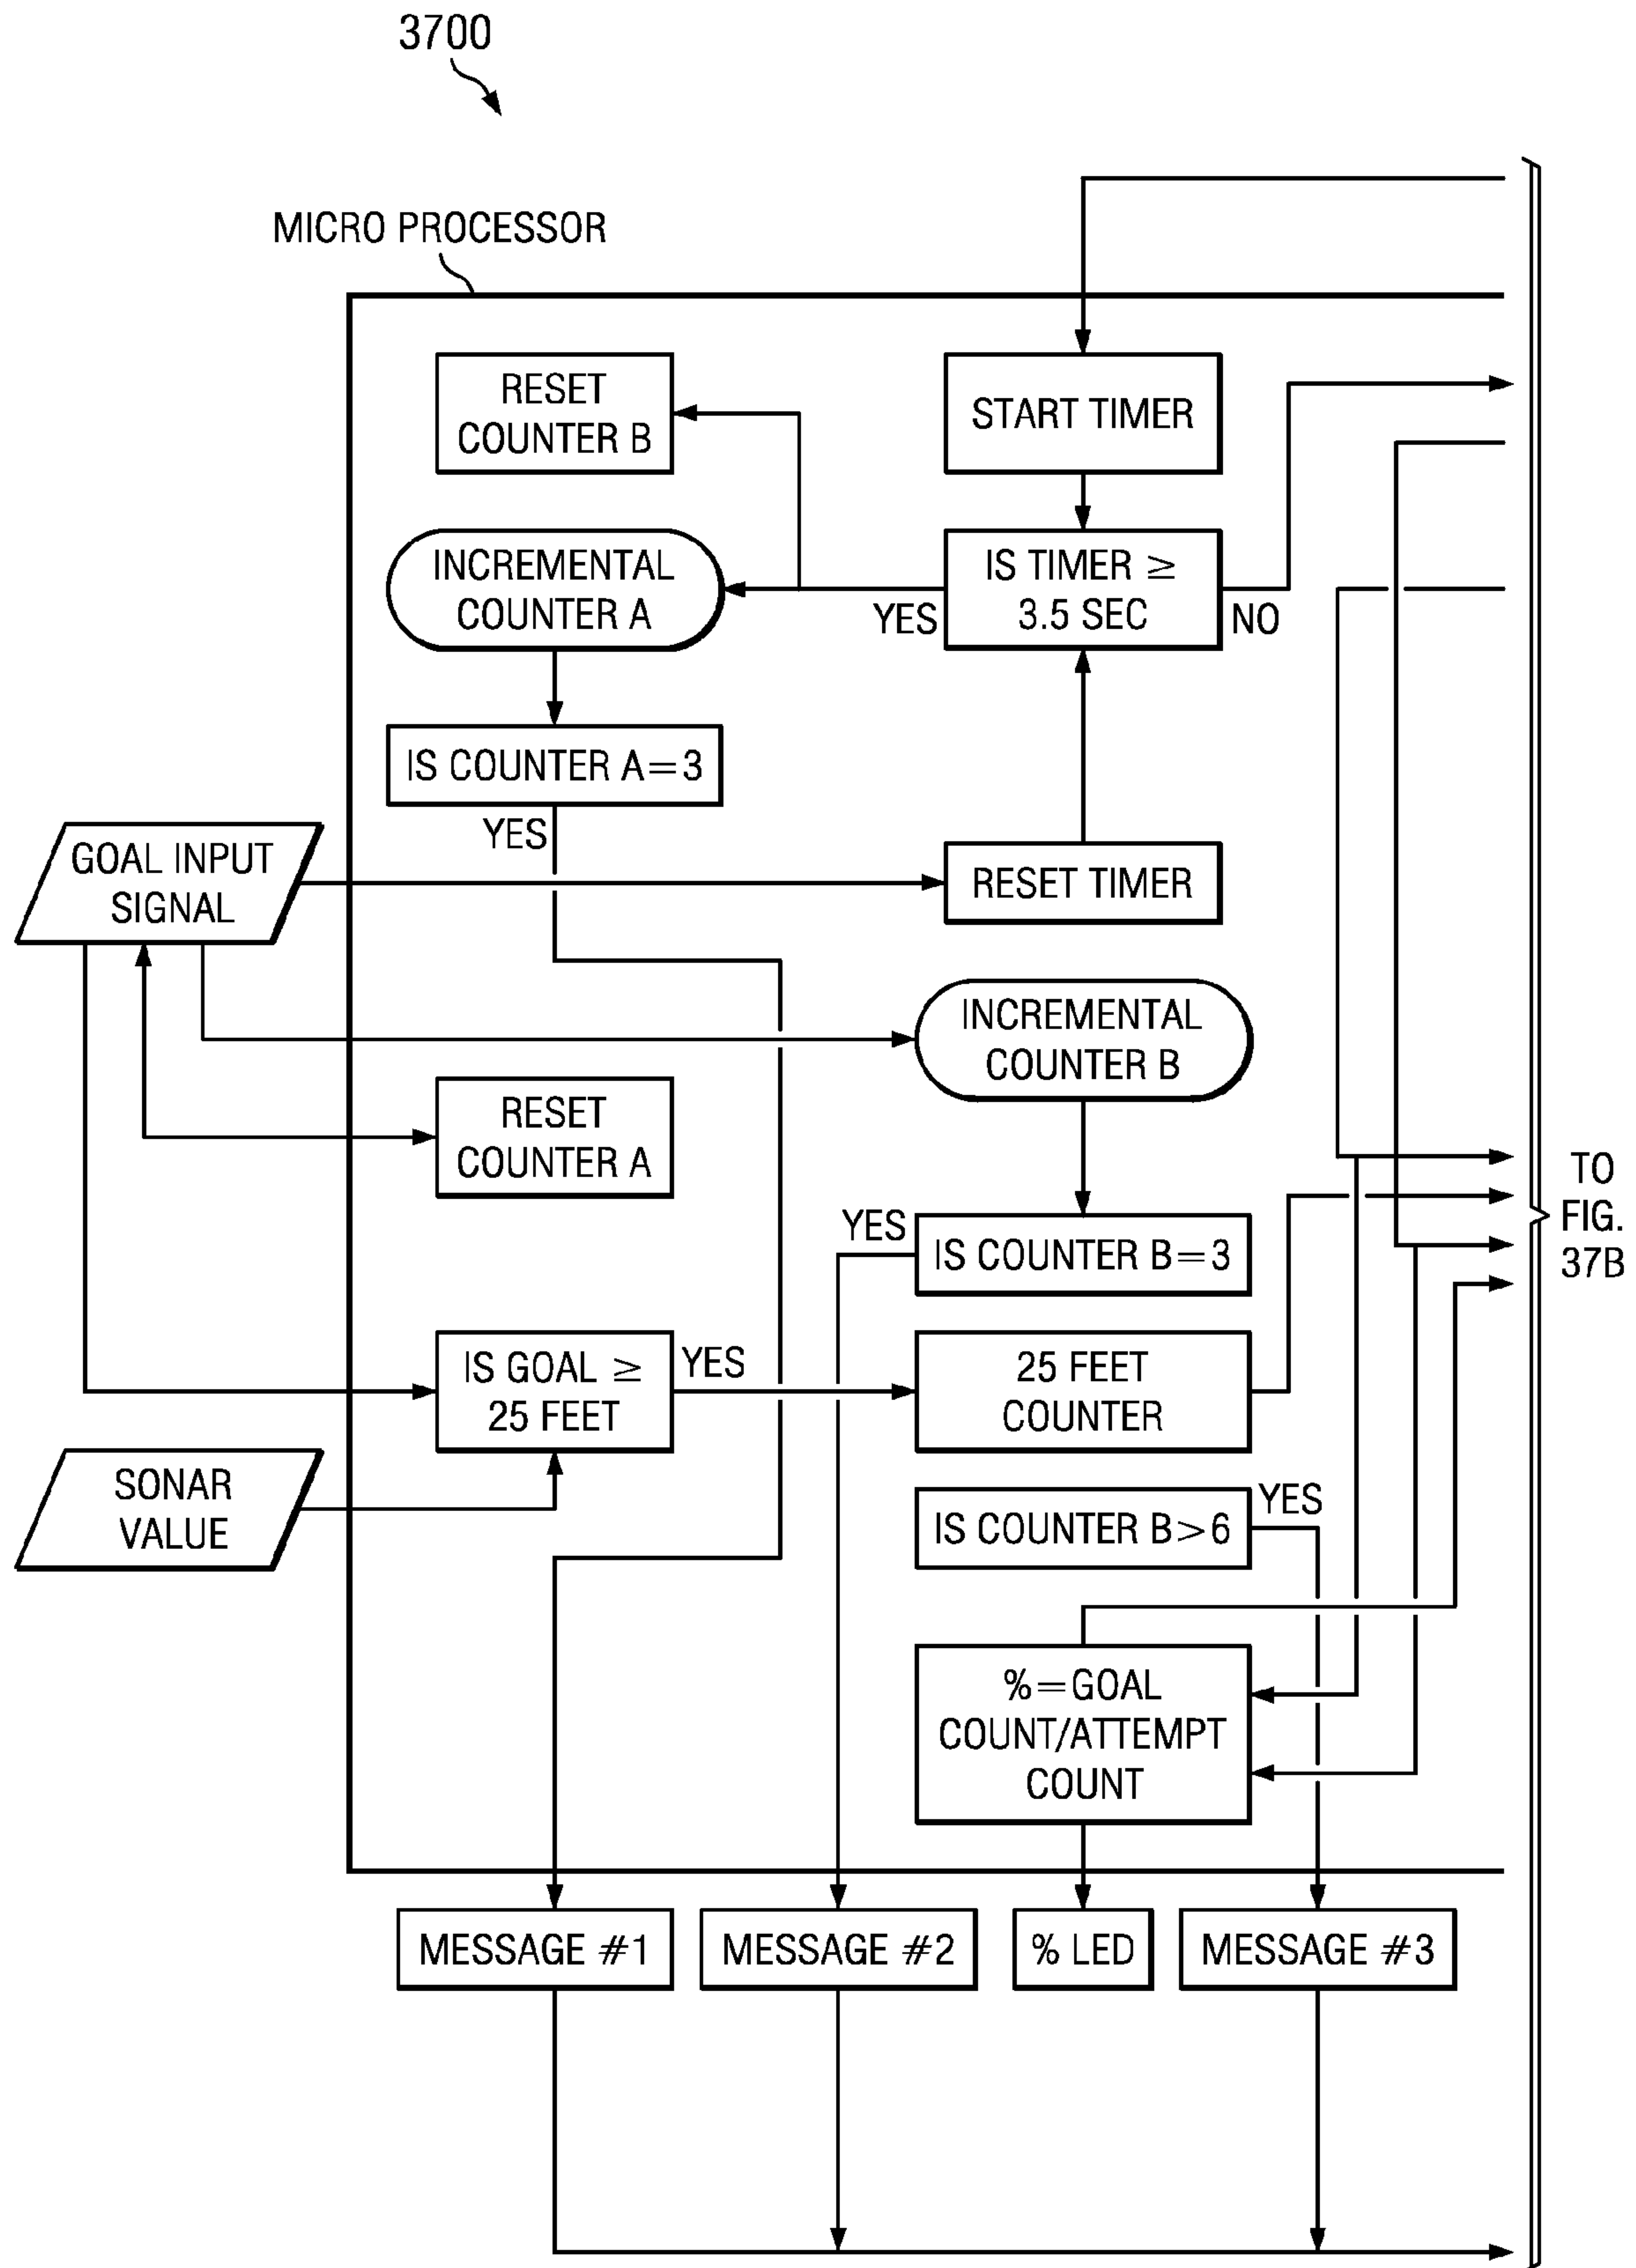 3700
MICRO PROCESSOR
RESET
COUNTER B
START TIMER
INCREMENTAL
COUNTER A
IS TIMER ≥
3.5 SEC
YES
NO
IS COUNTER A=3
YES
GOAL INPUT
SIGNAL
RESET TIMER
INCREMENTAL
COUNTER B
RESET
COUNTER A
TO
FIG.
37B
YES
IS COUNTER B=3
IS GOAL ≥
25 FEET
YES
25 FEET
COUNTER
SONAR
VALUE
IS COUNTER B>6
YES
%=GOAL
COUNT/ATTEMPT
COUNT
MESSAGE #1
MESSAGE #2
% LED
MESSAGE #3